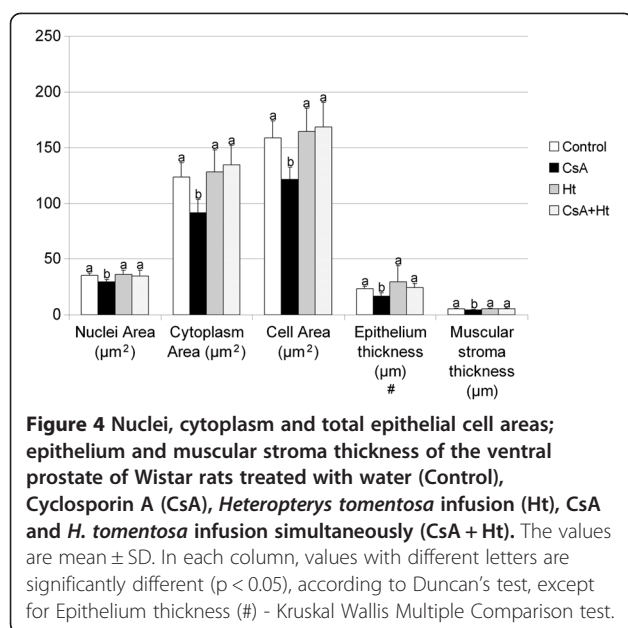 250
200
150
100
50
0
a b a a
a b a a
a b a a
a b a a
a b a a
Control
CsA
Ht
CsA+Ht
Nuclei Area
(µm²)
Cytoplasm
Area (µm²)
Cell Area
(µm²)
Epithelium
thickness
(µm)
#
Muscular
stroma
thickness
(µm)
Figure 4 Nuclei, cytoplasm and total epithelial cell areas;
epithelium and muscular stroma thickness of the ventral
prostate of Wistar rats treated with water (Control),
Cyclosporin A (CsA), Heteropterys tomentosa infusion (Ht), CsA
and H. tomentosa infusion simultaneously (CsA + Ht). The values
are mean ± SD. In each column, values with different letters are
significantly different (p < 0.05), according to Duncan’s test, except
for Epithelium thickness (#) - Kruskal Wallis Multiple Comparison test.